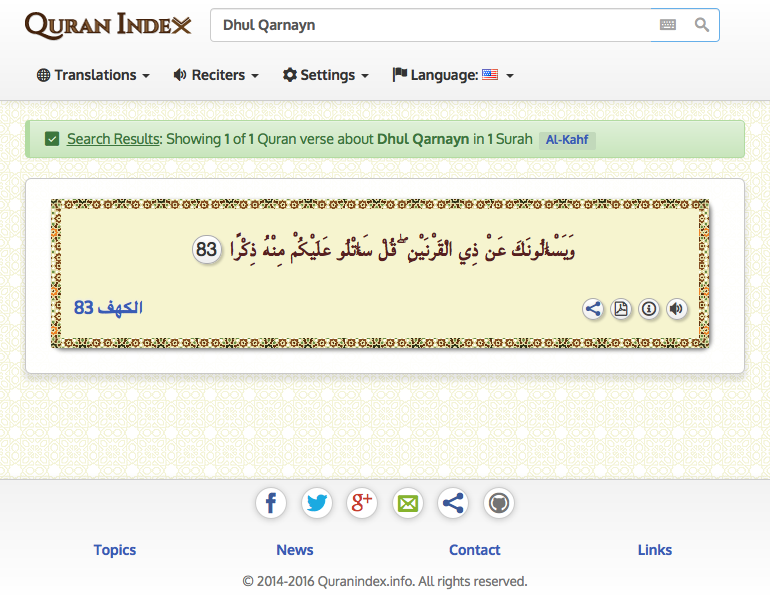 QURAN INDEX
Dhul Qarnayn
Translations
Reciters
Settings
Language:
Search Results: Showing 1 of 1 Quran verse about Dhul Qarnayn in 1 Surah Al-Kahf
وَيَسْأَلُونَكَ عَنْ ذِي الْقَرْنَيْنِ ۖ قُلْ سَأَتْلُو عَلَيْكُمْ مِنْهُ ذِكْرًا 83
الكهف 83
Topics
News
Contact
Links
© 2014-2016 Quranindex.info. All rights reserved.